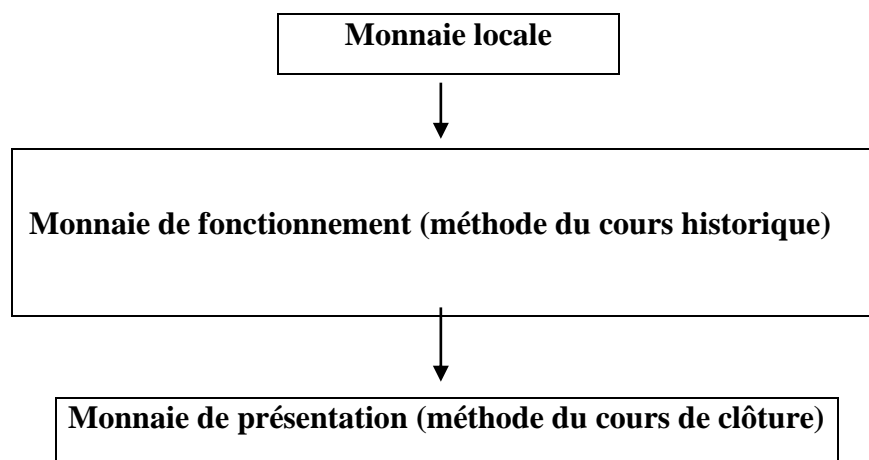 Monnaie locale
Monnaie de fonctionnement (méthode du cours historique)
Monnaie de présentation (méthode du cours de clôture)